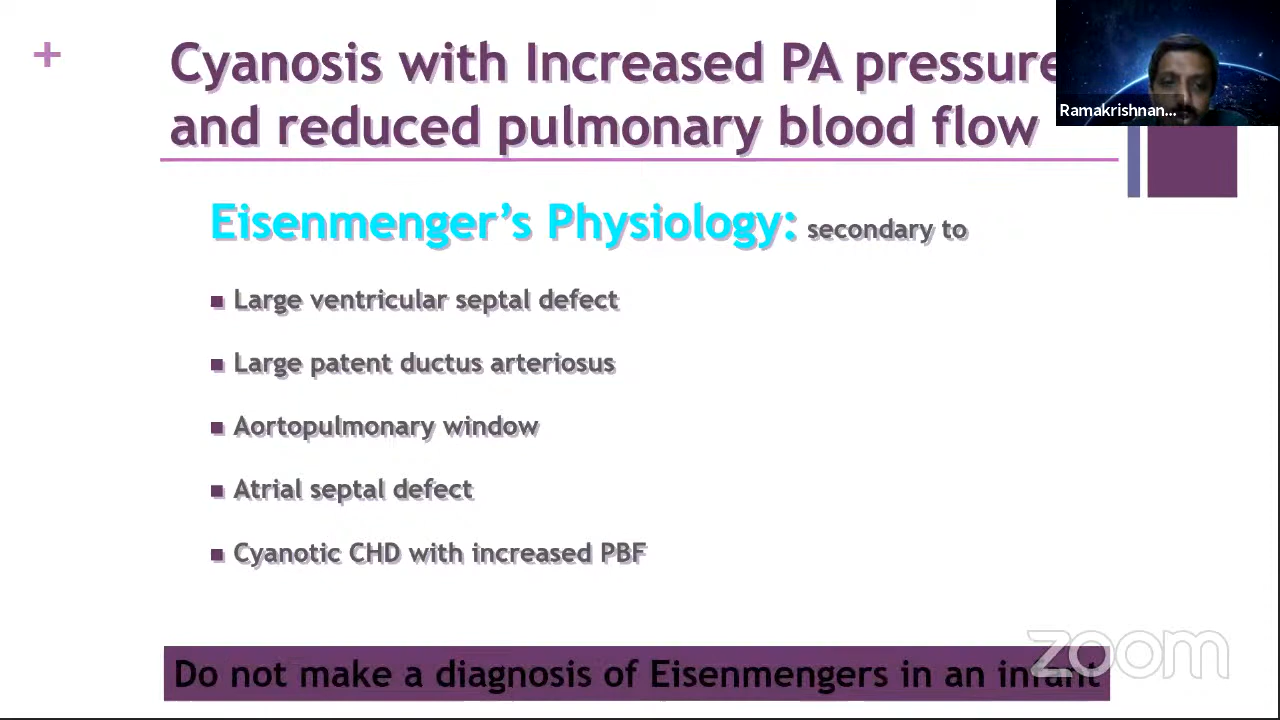 +
Cyanosis with Increased PA pressure
and reduced pulmonary blood flow
Ramakrishnan...
Eisenmenger's Physiology: secondary to
Large ventricular septal defect
Large patent ductus arteriosus
Aortopulmonary window
Atrial septal defect
Cyanotic CHD with increased PBF
Do not make a diagnosis of Eisenmengers in an infant
zoom